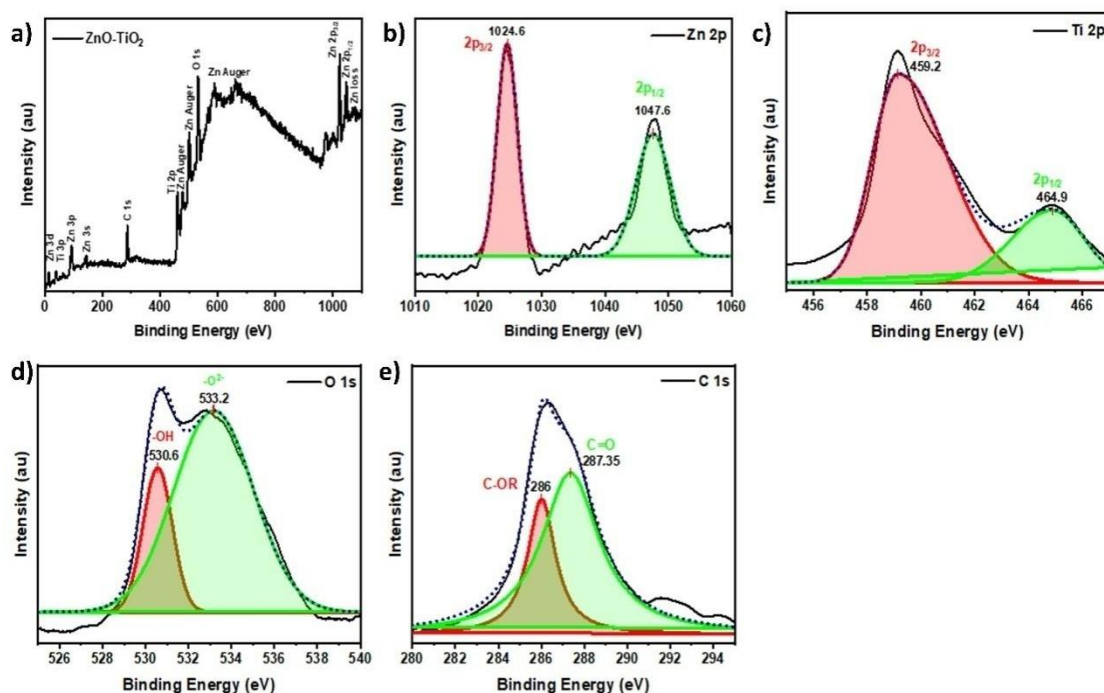 a)
ZnO-TiO₂
Zn 3d
Ti 3p
Zn 3p
Zn 3s
C 1s
Ti 2p
Zn Auger
Zn Auger
O 1s
Zn Auger
Zn 2p3/2
Zn 2p1/2
Zn loss
Intensity (au)
0 200 400 600 800 1000
Binding Energy (eV)
b)
Zn 2p
1024.6
2p3/2
2p1/2
1047.6
Intensity (au)
1010 1020 1030 1040 1050 1060
Binding Energy (eV)
c)
Ti 2p
2p3/2
459.2
2p1/2
464.9
Intensity (au)
456 458 460 462 464 466
Binding Energy (eV)
d)
O 1s
-O²⁻
533.2
-OH
530.6
Intensity (au)
526 528 530 532 534 536 538 540
Binding Energy (eV)
e)
C 1s
C=O
287.35
C-OR
286
Intensity (au)
280 282 284 286 288 290 292 294
Binding Energy (eV)